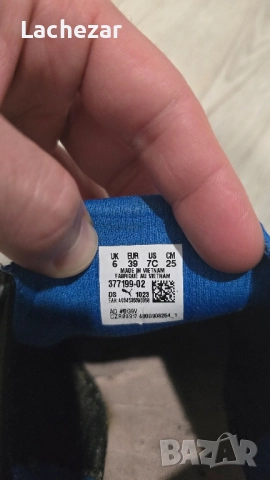 Lachezar
UK EUR US CM
6 39 7C 25
MADE IN VIETNAM
FABRIQUE AU VIETNAM
377199-02
DS 1023
BAZAR